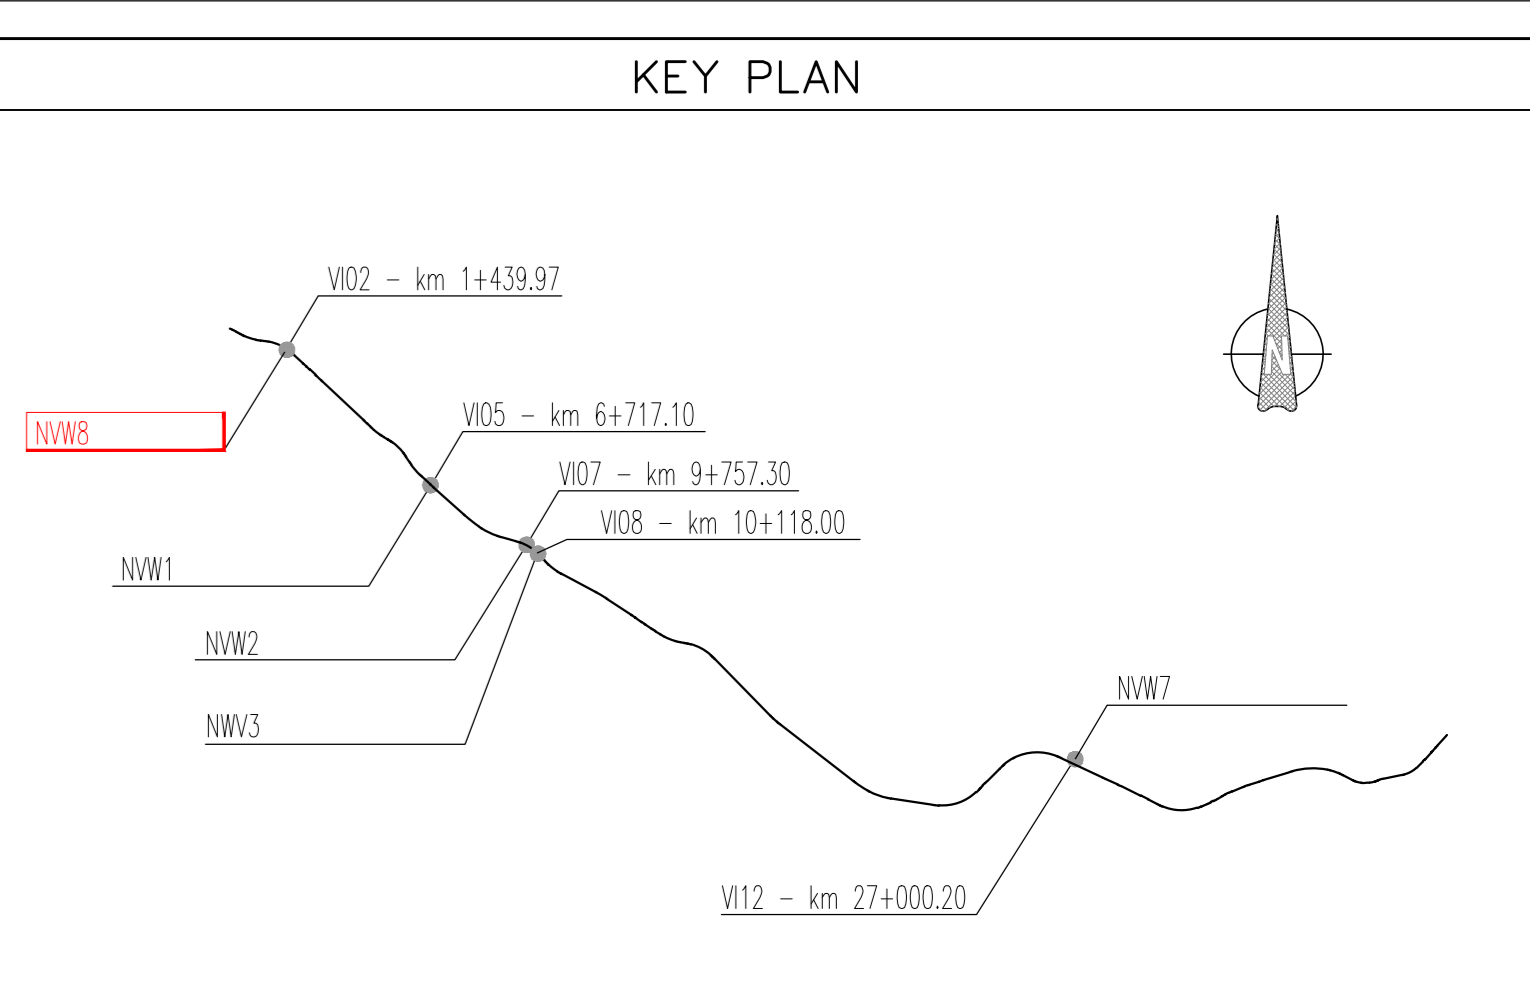 KEY PLAN
VI02 - km 1+439.97
N
NVW8
VI05 - km 6+717.10
VI07 - km 9+757.30
VI08 - km 10+118.00
NVW1
NVW2
NWV3
NVW7
VI12 - km 27+000.20